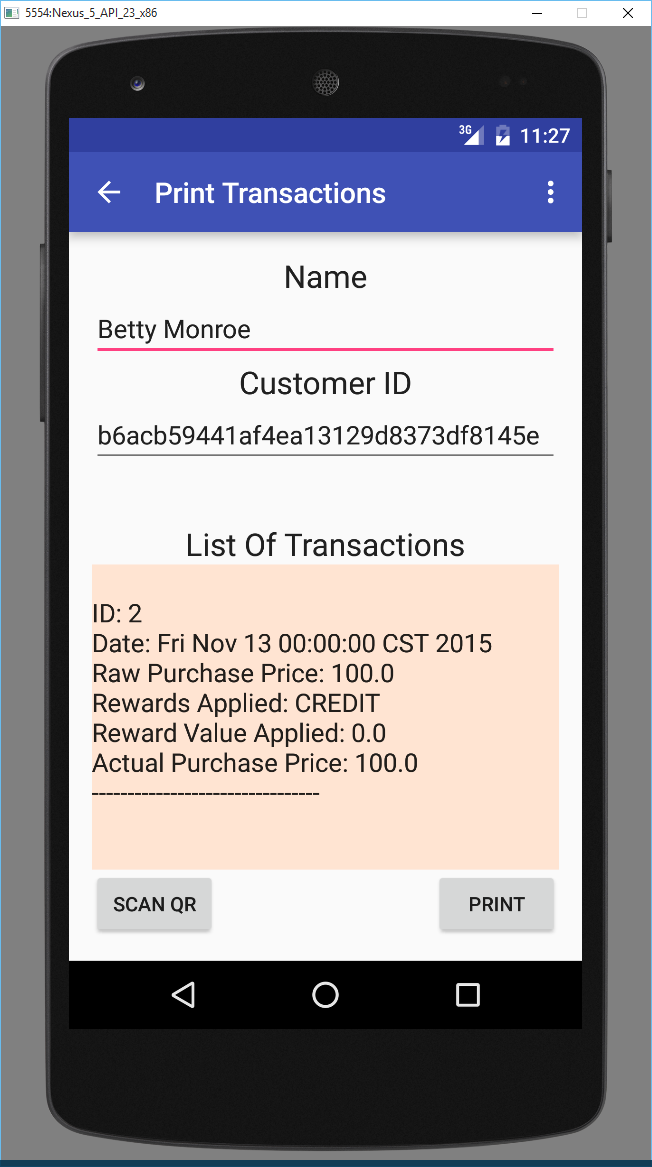 5554:Nexus_5_API_23_x86
3G 11:27
Print Transactions
Name
Betty Monroe
Customer ID
b6acb59441af4ea13129d8373df8145e
List Of Transactions
ID: 2
Date: Fri Nov 13 00:00:00 CST 2015
Raw Purchase Price: 100.0
Rewards Applied: CREDIT
Reward Value Applied: 0.0
Actual Purchase Price: 100.0
--------------------------------
SCAN QR PRINT